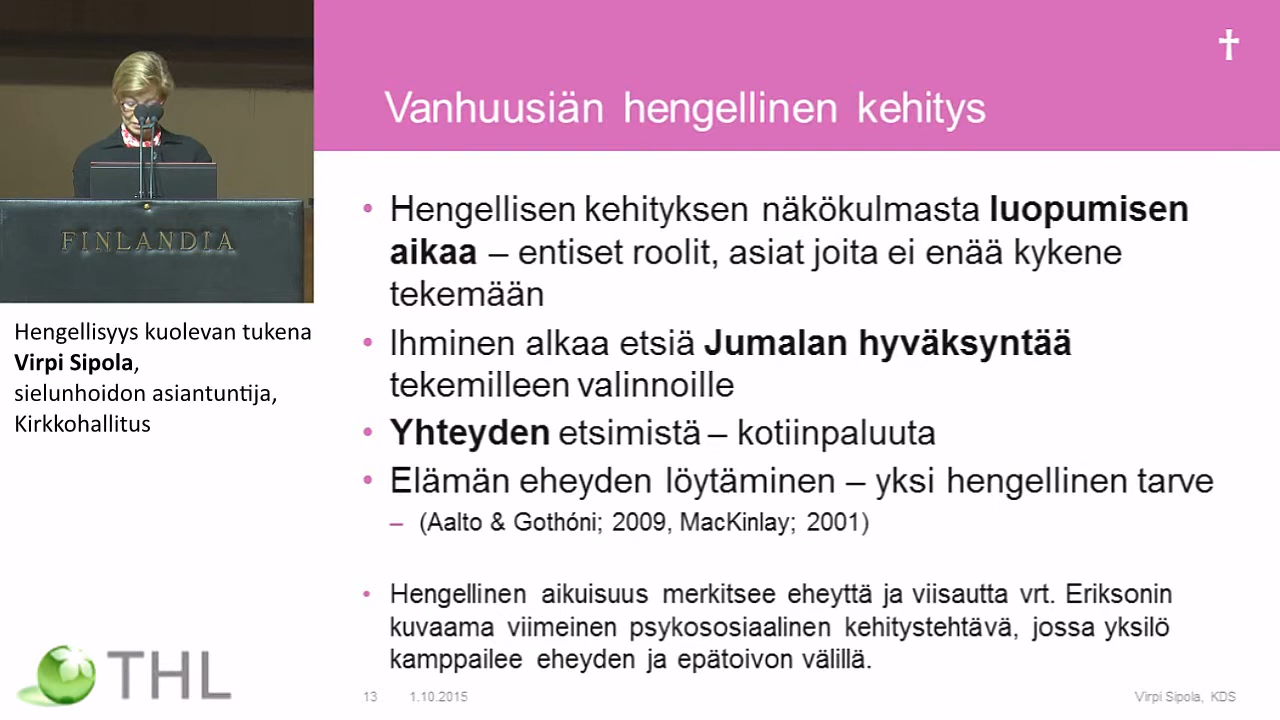 FINLANDIA
Hengellisyys kuolevan tukena
Virpi Sipola,
sielunhoidon asiantuntija,
Kirkkohallitus
THL
Vanhuusiän hengellinen kehitys
• Hengellisen kehityksen näkökulmasta luopumisen
aikaa – entiset roolit, asiat joita ei enää kykene
tekemään
• Ihminen alkaa etsiä Jumalan hyväksyntää
tekemilleen valinnoille
• Yhteyden etsimistä – kotiinpaluuta
• Elämän eheyden löytäminen – yksi hengellinen tarve
– (Aalto & Gothóni; 2009, MacKinlay; 2001)
• Hengellinen aikuisuus merkitsee eheyttä ja viisautta vrt. Eriksonin
kuvaama viimeinen psykososiaalinen kehitystehtävä, jossa yksilö
kamppailee eheyden ja epätoivon välillä.
13 1.10.2015 Virpi Sipola, KDS